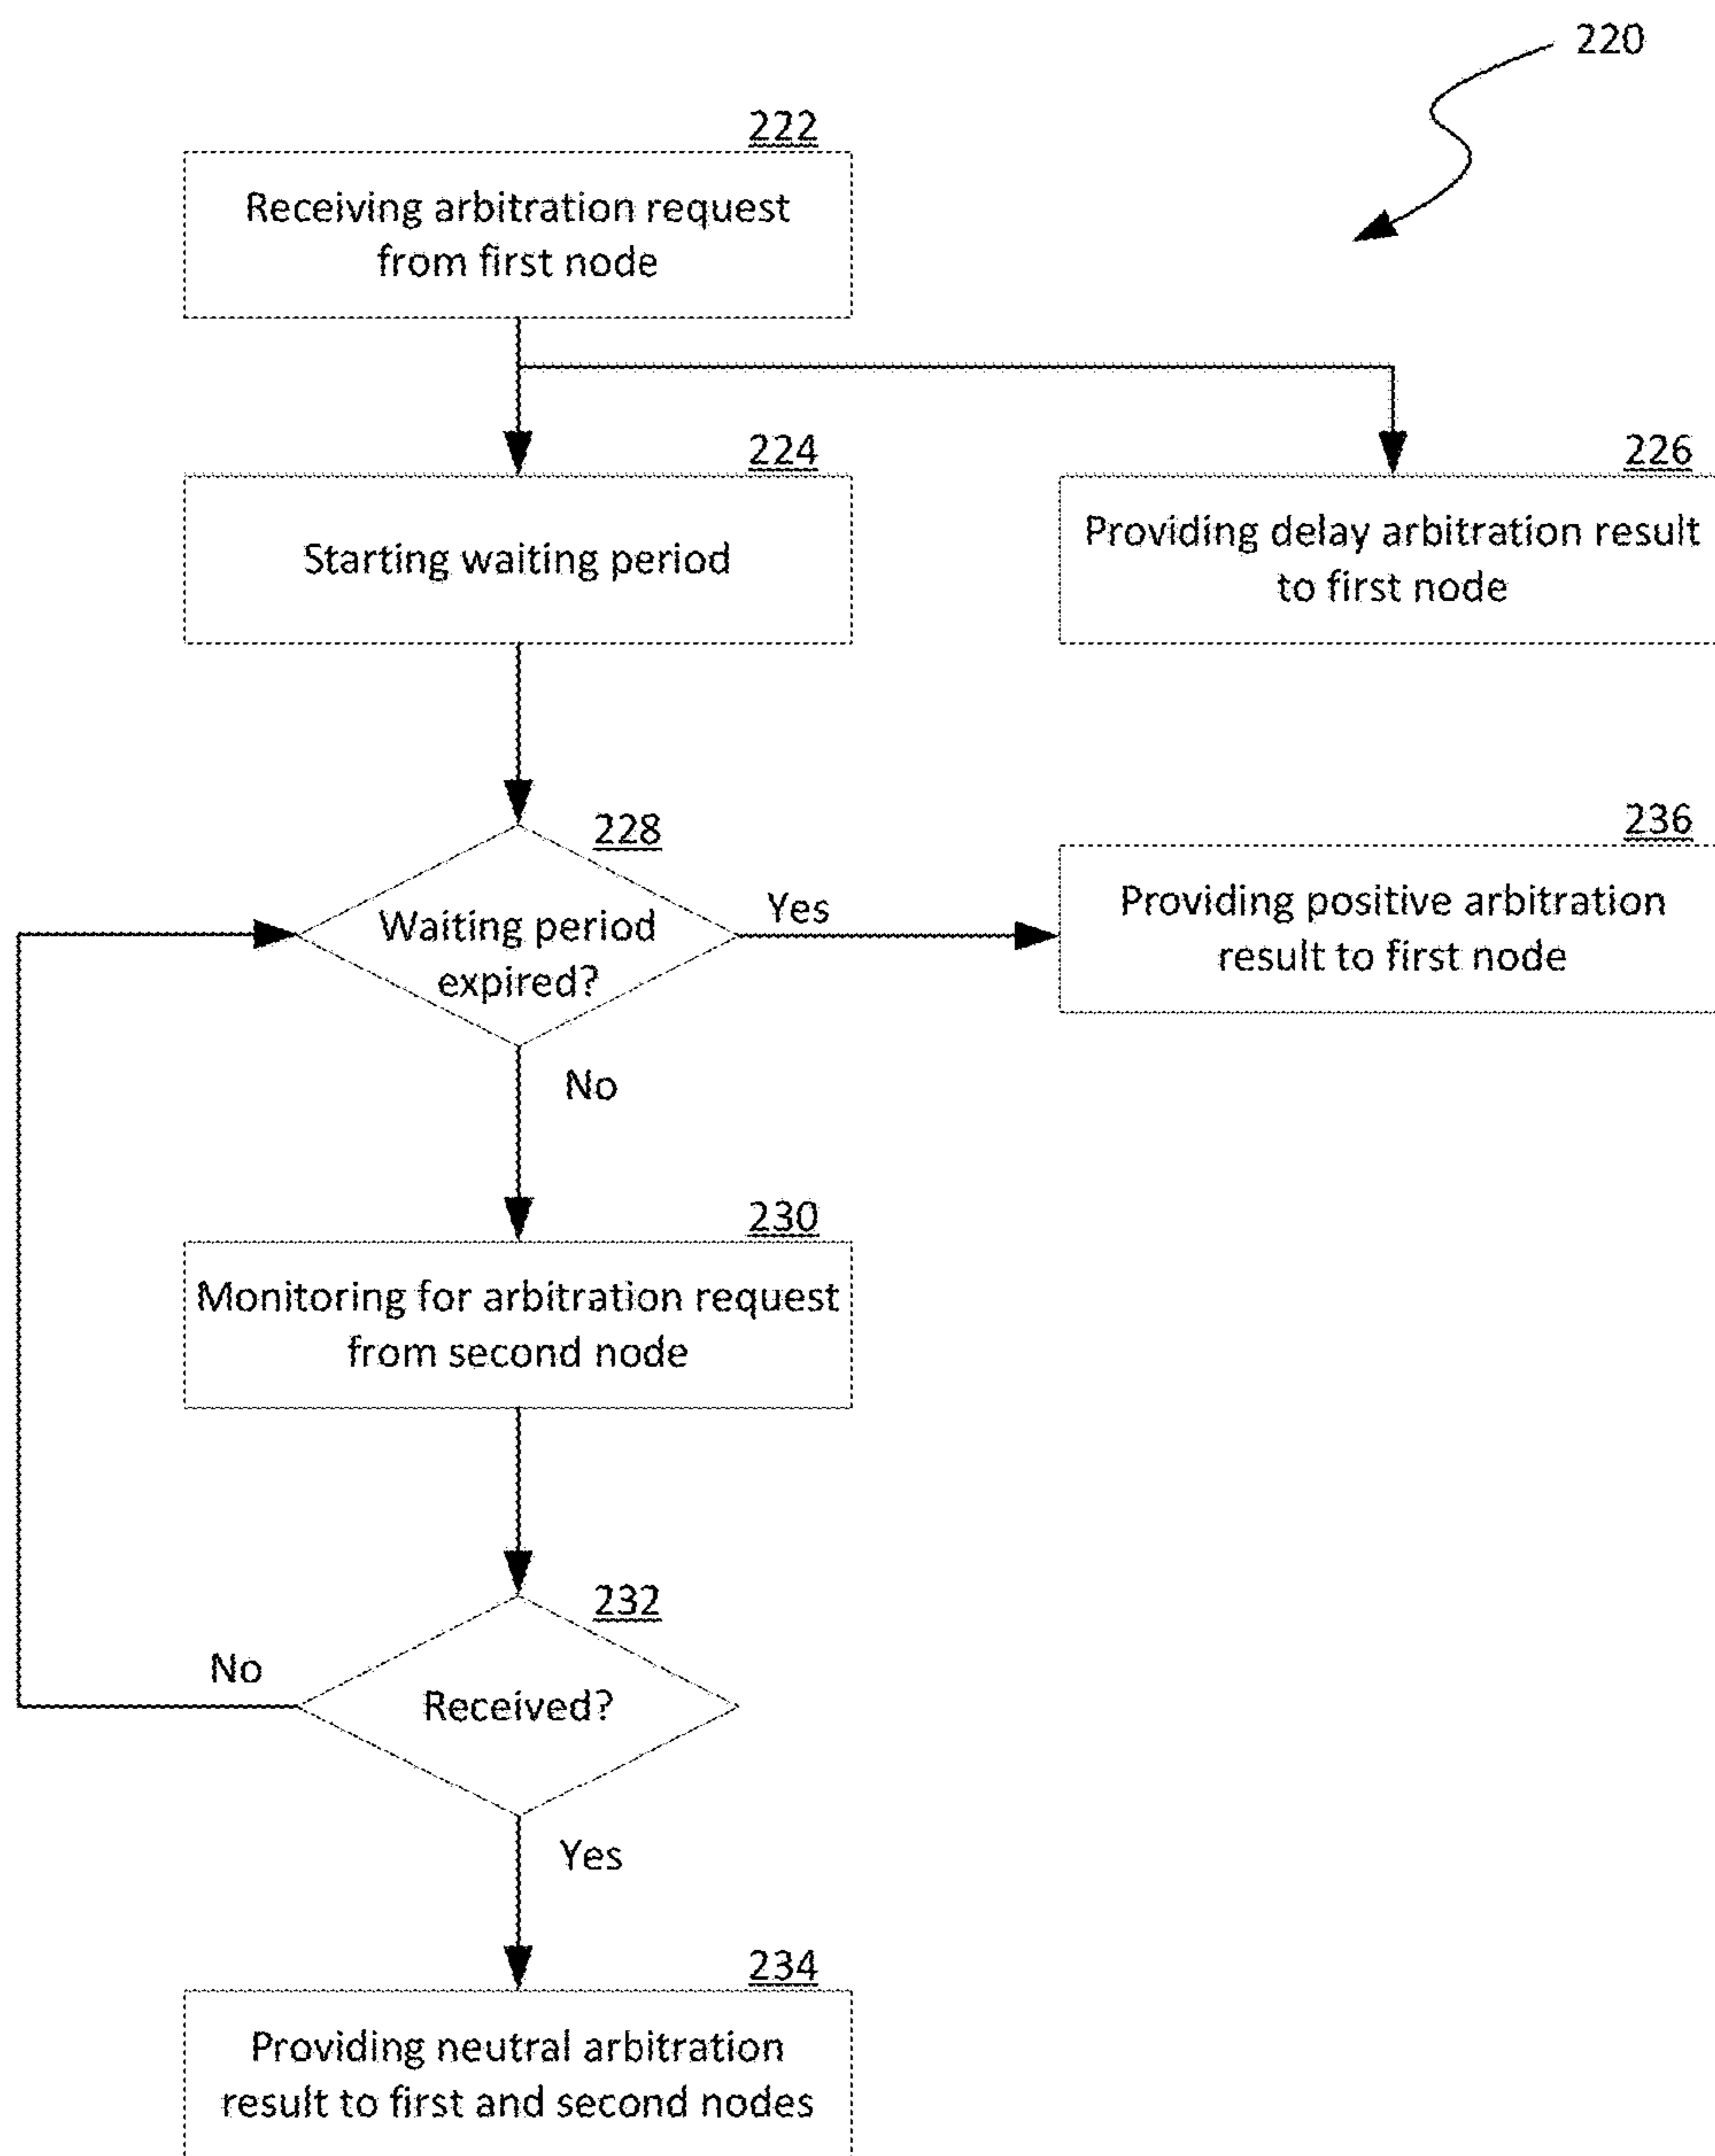 220
222
Receiving arbitration request
from first node
224
Starting waiting period
226
Providing delay arbitration result
to first node
228
Waiting period
expired?
Yes
No
236
Providing positive arbitration
result to first node
230
Monitoring for arbitration request
from second node
232
Received?
No
Yes
234
Providing neutral arbitration
result to first and second nodes